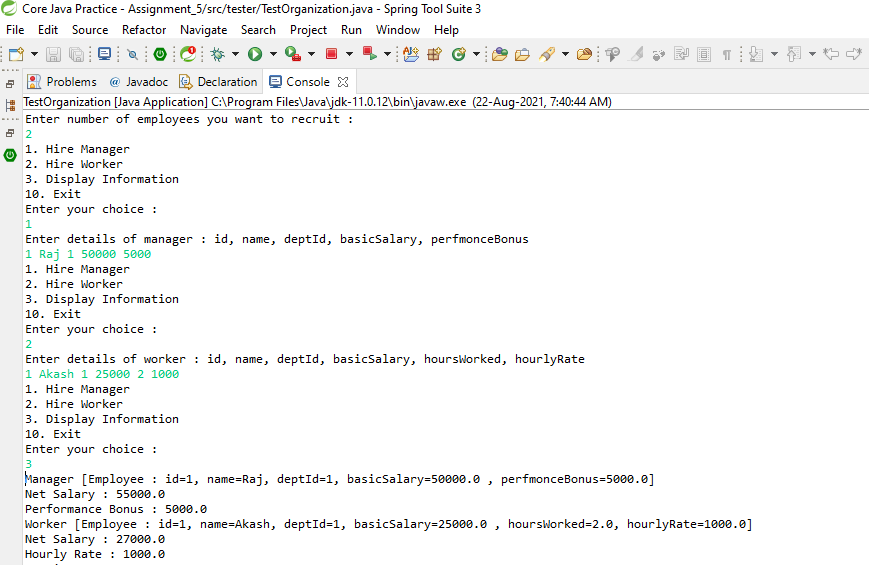 Core Java Practice - Assignment_5/src/tester/TestOrganization.java - Spring Tool Suite 3
File Edit Source Refactor Navigate Search Project Run Window Help
Problems @ Javadoc Declaration Console
TestOrganization [Java Application] C:\Program Files\Java\jdk-11.0.12\bin\javaw.exe (22-Aug-2021, 7:40:44 AM)
Enter number of employees you want to recruit :
2
1. Hire Manager
2. Hire Worker
3. Display Information
10. Exit
Enter your choice :
1
Enter details of manager : id, name, deptId, basicSalary, perfmonceBonus
1 Raj 1 50000 5000
1. Hire Manager
2. Hire Worker
3. Display Information
10. Exit
Enter your choice :
2
Enter details of worker : id, name, deptId, basicSalary, hoursWorked, hourlyRate
1 Akash 1 25000 2 1000
1. Hire Manager
2. Hire Worker
3. Display Information
10. Exit
Enter your choice :
3
Manager [Employee : id=1, name=Raj, deptId=1, basicSalary=50000.0 , perfmonceBonus=5000.0]
Net Salary : 55000.0
Performance Bonus : 5000.0
Worker [Employee : id=1, name=Akash, deptId=1, basicSalary=25000.0 , hoursWorked=2.0, hourlyRate=1000.0]
Net Salary : 27000.0
Hourly Rate : 1000.0